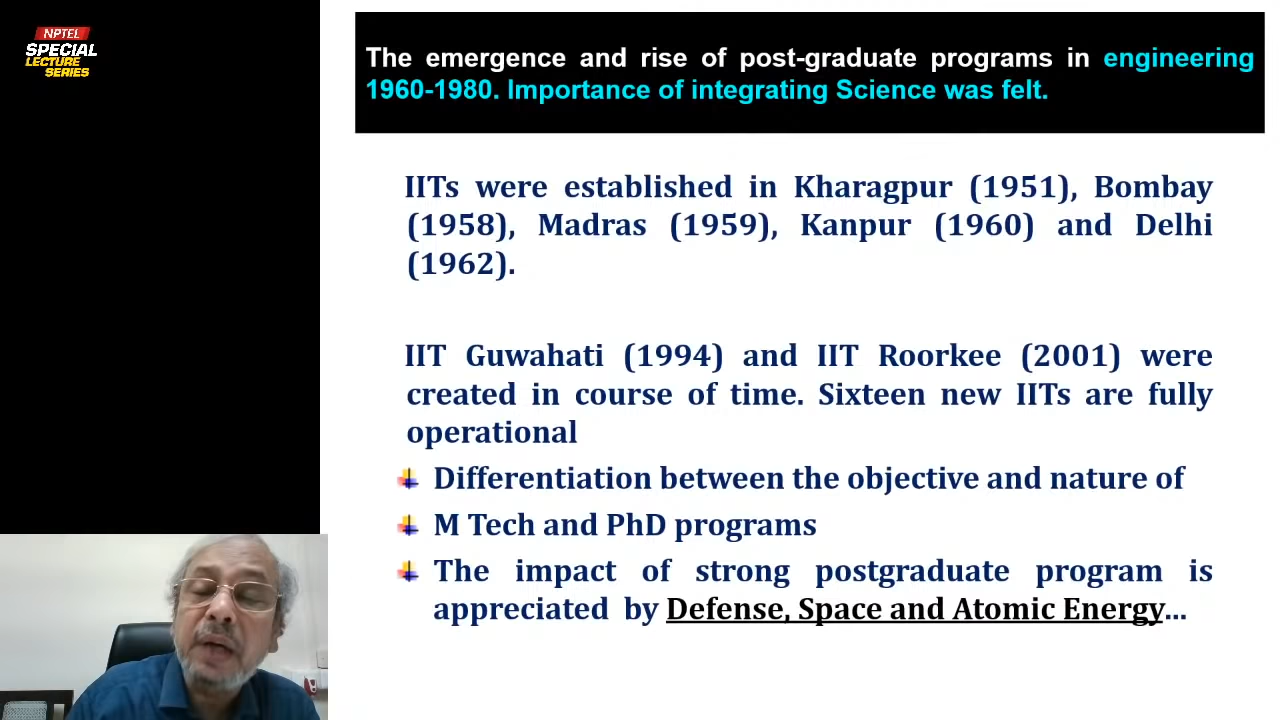 NPTEL
SPECIAL
LECTURE
SERIES
The emergence and rise of post-graduate programs in engineering
1960-1980. Importance of integrating Science was felt.
IITs were established in Kharagpur (1951), Bombay
(1958), Madras (1959), Kanpur (1960) and Delhi
(1962).
IIT Guwahati (1994) and IIT Roorkee (2001) were
created in course of time. Sixteen new IITs are fully
operational
Differentiation between the objective and nature of
M Tech and PhD programs
The impact of strong postgraduate program is
appreciated by Defense, Space and Atomic Energy...